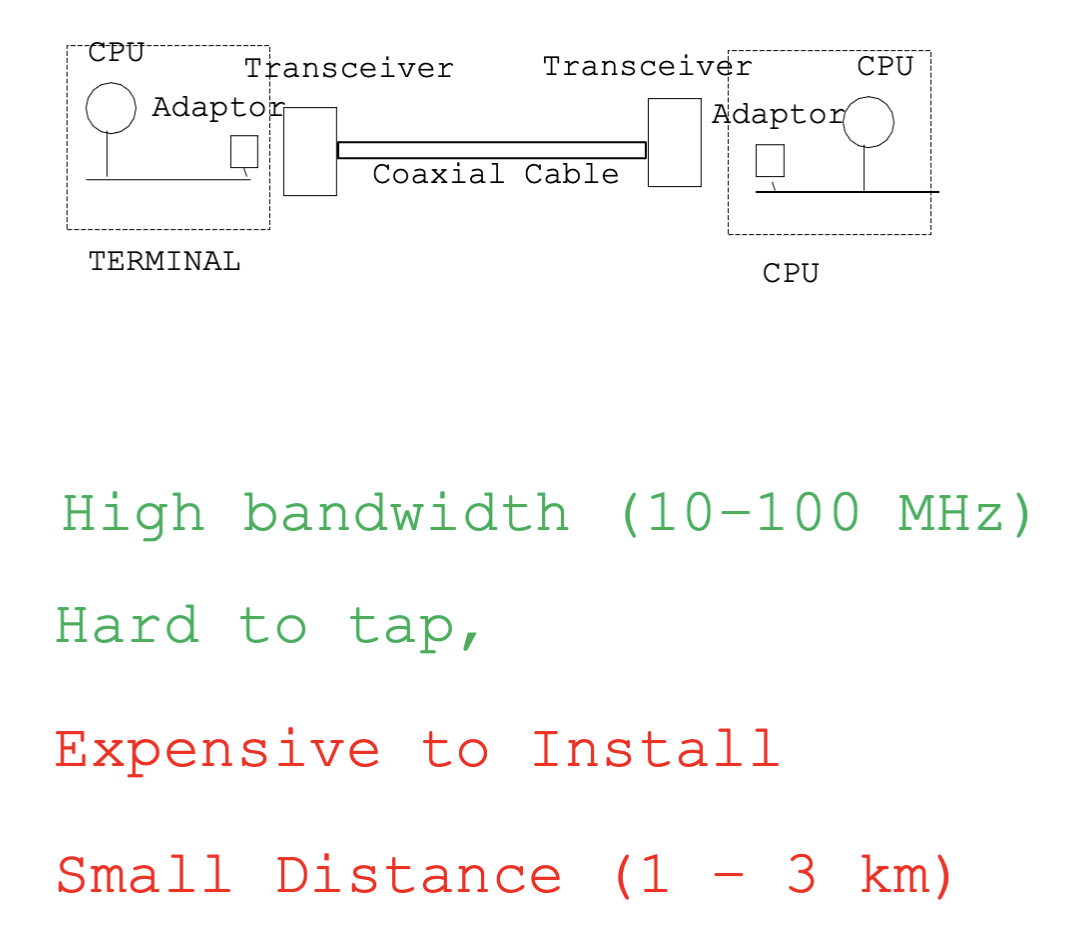 CPU
Transceiver
Transceiver
CPU
Adaptor
Adaptor
Coaxial Cable
TERMINAL
CPU
High bandwidth (10-100 MHz)
Hard to tap,
Expensive to Install
Small Distance (1 - 3 km)